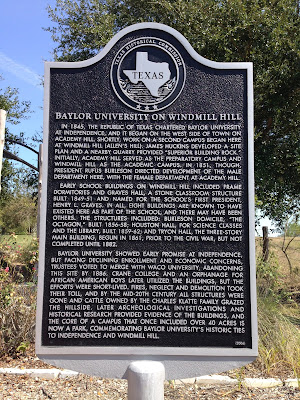 TEXAS HISTORICAL COMMISSION
TEXAS
BAYLOR UNIVERSITY ON WINDMILL HILL
IN 1845, THE REPUBLIC OF TEXAS CHARTERED BAYLOR UNIVERSITY
AT INDEPENDENCE, AND IT BEGAN ON THE WEST SIDE OF TOWN ON
ACADEMY HILL. SHORTLY, WORK ON A SECOND CAMPUS BEGAN HERE
AT WINDMILL (ALLEN'S) HILL; JAMES HUCKINS DEVELOPED A SITE
PLAN AND A NEARBY QUARRY PROVIDED "SUPERIOR BUILDING ROCK."
INITIALLY, ACADEMY HILL SERVED AS THE PREPARATORY CAMPUS AND
WINDMILL HILL AS THE ACADEMIC CAMPUS; IN 1851, THOUGH,
PRESIDENT RUFUS BURLESON DIRECTED DEVELOPMENT OF THE MALE
DEPARTMENT HERE, WITH THE FEMALE DEPARTMENT AT ACADEMY HILL.
EARLY SCHOOL BUILDINGS ON WINDMILL HILL INCLUDED FRAME
DORMITORIES AND GRAVES HALL, A STONE CLASSROOM STRUCTURE
BUILT 1849-51 AND NAMED FOR THE SCHOOL'S FIRST PRESIDENT,
HENRY L. GRAVES. IN ALL, EIGHT BUILDINGS ARE KNOWN TO HAVE
EXISTED HERE AS PART OF THE SCHOOL, AND THERE MAY HAVE BEEN
OTHERS. THE STRUCTURES INCLUDED: BURLESON DOMICILE, "THE
OCTAGON," BUILT 1856-58; HOUSTON HALL, FOR SCIENCE CLASSES
AND THE LIBRARY, BUILT 1859-62; AND TRYON HALL, THE THREE-STORY
MAIN BUILDING, BEGUN IN 1861, PRIOR TO THE CIVIL WAR, BUT NOT
COMPLETED UNTIL 1882.
BAYLOR UNIVERSITY SHOWED EARLY PROMISE AT INDEPENDENCE,
BUT FACING DECLINING ENDOLMENT AND ECONOMIC CONCERNS,
TRUSTEES VOTED TO MERGE WITH WACO UNIVERSITY, ABANDONING
THIS SITE BY 1886. CRANE COLLEGE AND AN ORPHANAGE FOR
AFRICAN AMERICAN BOYS LATER UTILIZED THE BUILDINGS, BUT THE
EFFORTS WERE SHORT-LIVED. FIRES, NEGLECT AND DEMOLITION TOOK
THEIR TOLL, AND BY THE MID-20TH CENTURY ALL STRUCTURES WERE
GONE AND CATTLE OWNED BY THE CHARLES KLATTE FAMILY GRAZED
THE HILLSIDE. LATER ARCHEOLOGICAL INVESTIGATIONS AND
HISTORICAL RESEARCH PROVIDED EVIDENCE OF THE BUILDINGS, AND
THE CORE OF A CAMPUS THAT ONCE INCLUDED OVER 40 ACRES IS
NOW A PARK, COMMEMORATING BAYLOR UNIVERSITY'S HISTORIC TIES
TO INDEPENDENCE AND WINDMILL HILL.